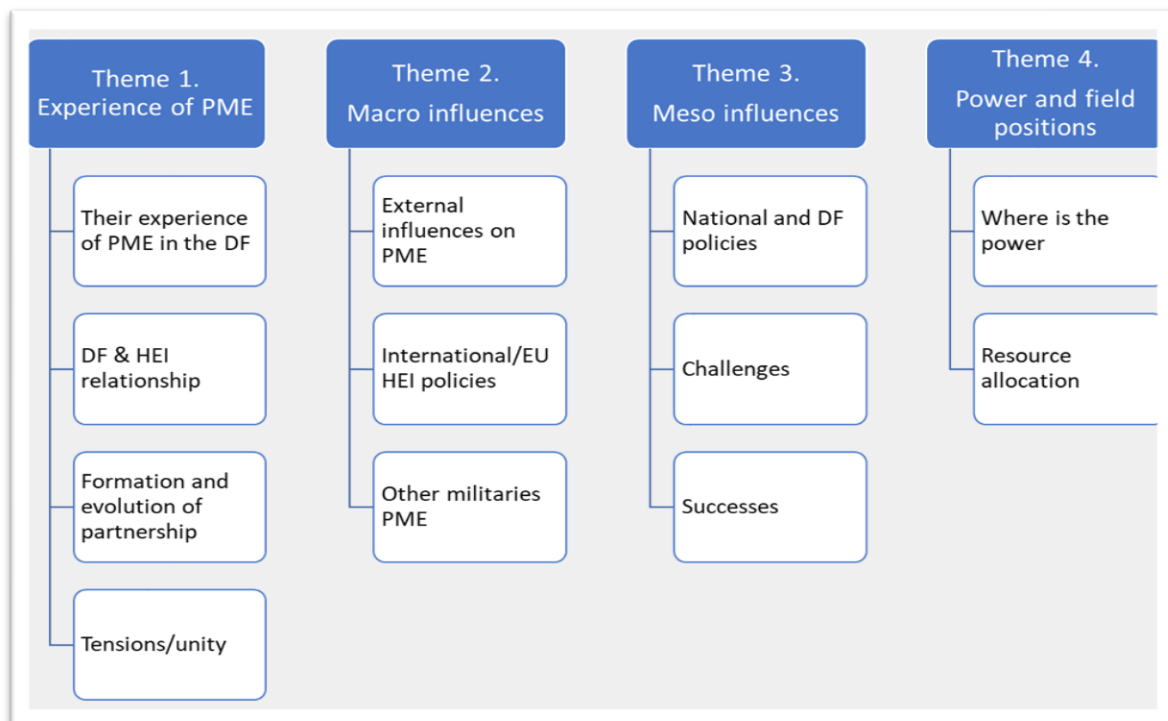 Theme 1.
Experience of PME
Their experience
of PME in the DF
DF & HEI
relationship
Formation and
evolution of
partnership
Tensions/unity
Theme 2.
Macro influences
External
influences on
PME
International/EU
HEI policies
Other militaries
PME
Theme 3.
Meso influences
National and DF
policies
Challenges
Successes
Theme 4.
Power and field
positions
Where is the
power
Resource
allocation